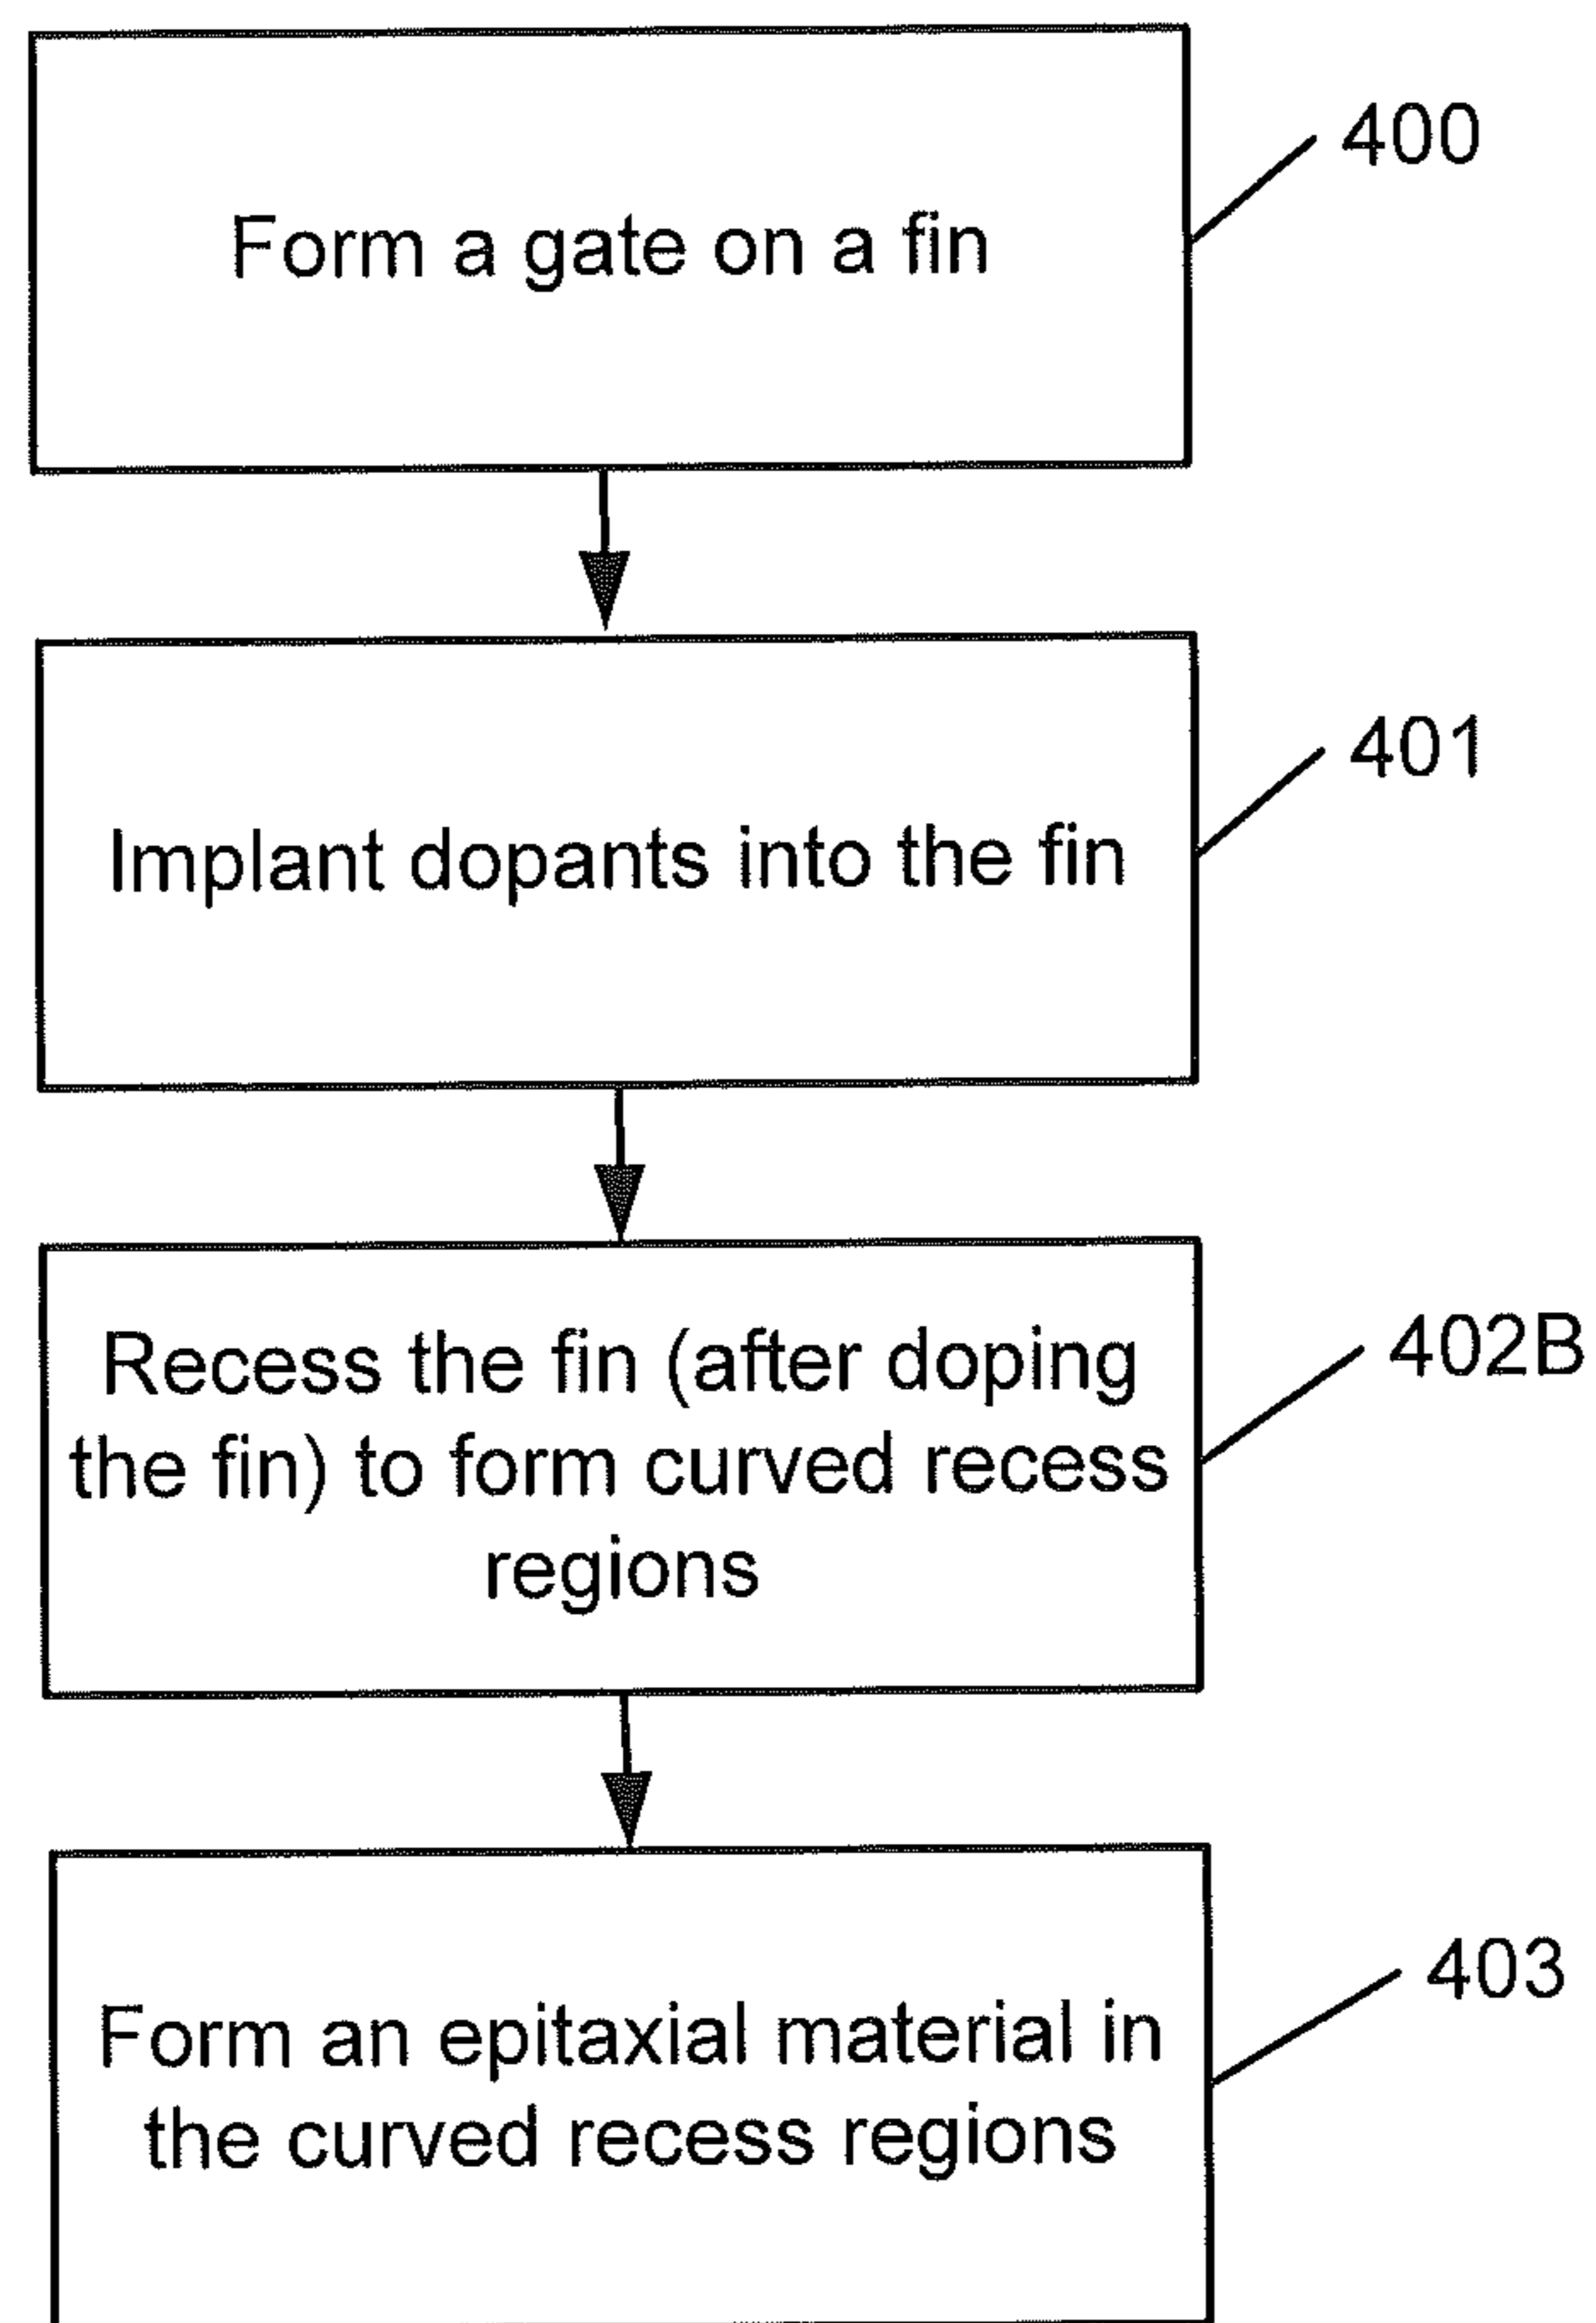 Form a gate on a fin
400
Implant dopants into the fin
401
Recess the fin (after doping
the fin) to form curved recess
regions
402B
Form an epitaxial material in
the curved recess regions
403